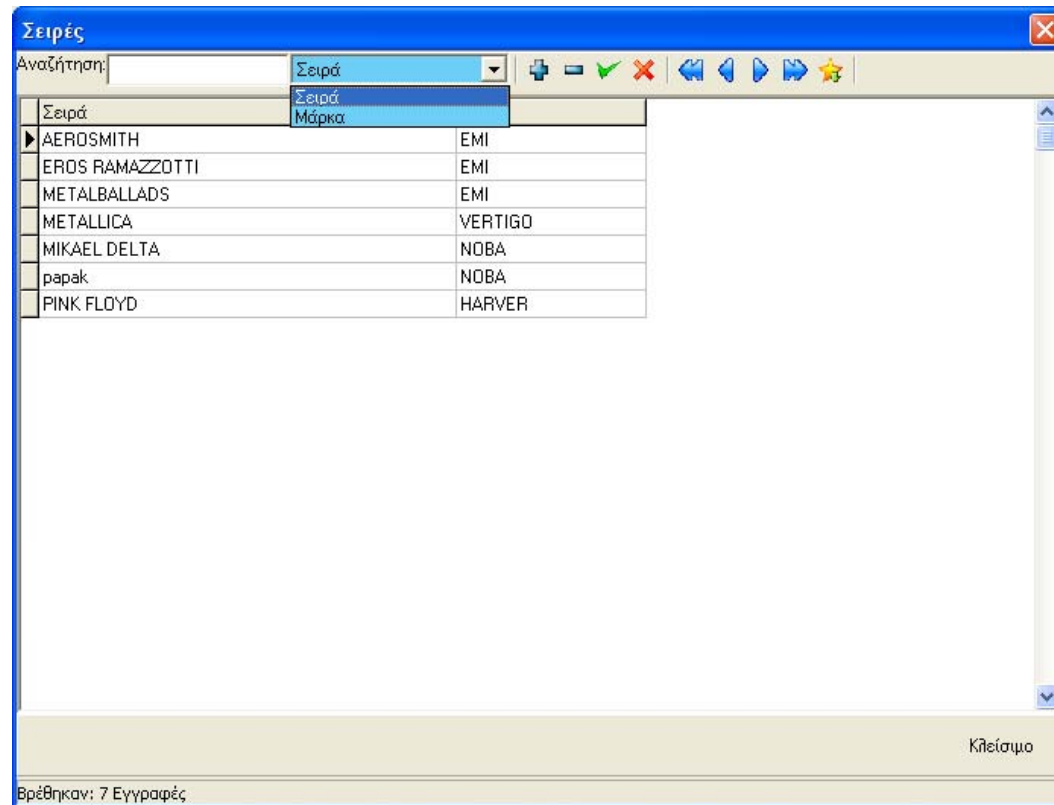 Σειρές
Αναζήτηση: Σειρά
Σειρά
Μάρκα
Σειρά
AEROSMITH EMI
EROS RAMAZZOTTI EMI
METALBALLADS EMI
METALLICA VERTIGO
MIKAEL DELTA NOBA
papak NOBA
PINK FLOYD HARVER
Κλείσιμο
Βρέθηκαν: 7 Εγγραφές